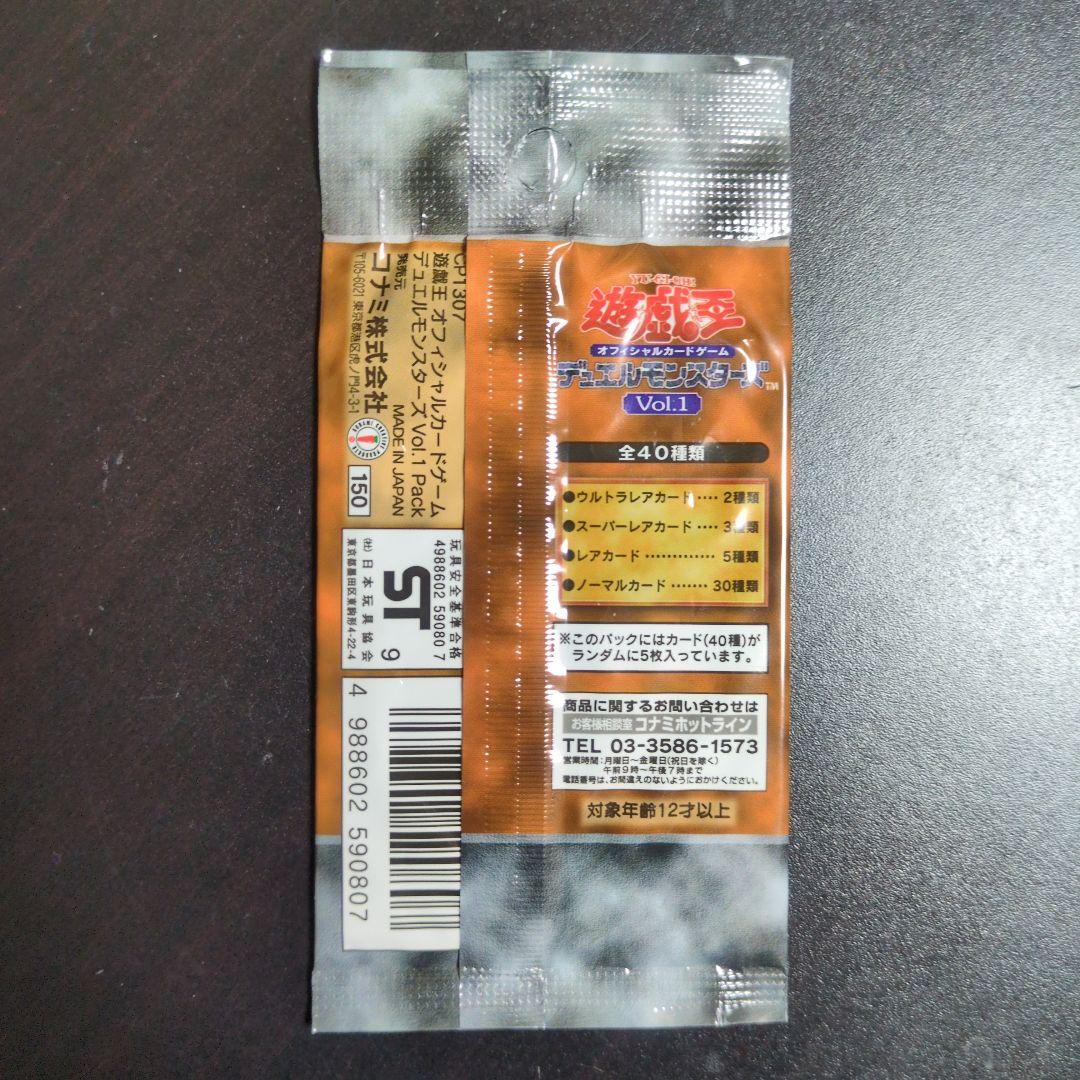 YU-GI-OH!
遊戯王
オフィシャルカードゲーム
デュエルモンスターズ™
Vol.1
全40種類
●ウルトラレアカード ‥‥ 2種類
●スーパーレアカード ‥‥ 3種類
●レアカード ‥‥‥‥‥‥ 5種類
●ノーマルカード ‥‥‥ 30種類
※このパックにはカード(40種)が
ランダムに5枚入っています。
商品に関するお問い合わせは
お客様相談室 コナミホットライン
TEL 03-3586-1573
営業時間:月曜日〜金曜日(祝日を除く)
午前9時〜午後7時まで
電話番号は、お間違えのないようにおかけください。
対象年齢12才以上
CP1307
遊戯王 オフィシャルカードゲーム
デュエルモンスターズ Vol.1 Pack
発売元
MADE IN JAPAN
コナミ株式会社
〒105-6021 東京都港区虎ノ門4-3-1
KONAMI CREATIVE PRODUCTS
150
玩具安全基準合格
4988602 59080 7
ST
9
(社)日本玩具協会
東京都墨田区東駒形4-22-4
4 988602 590807